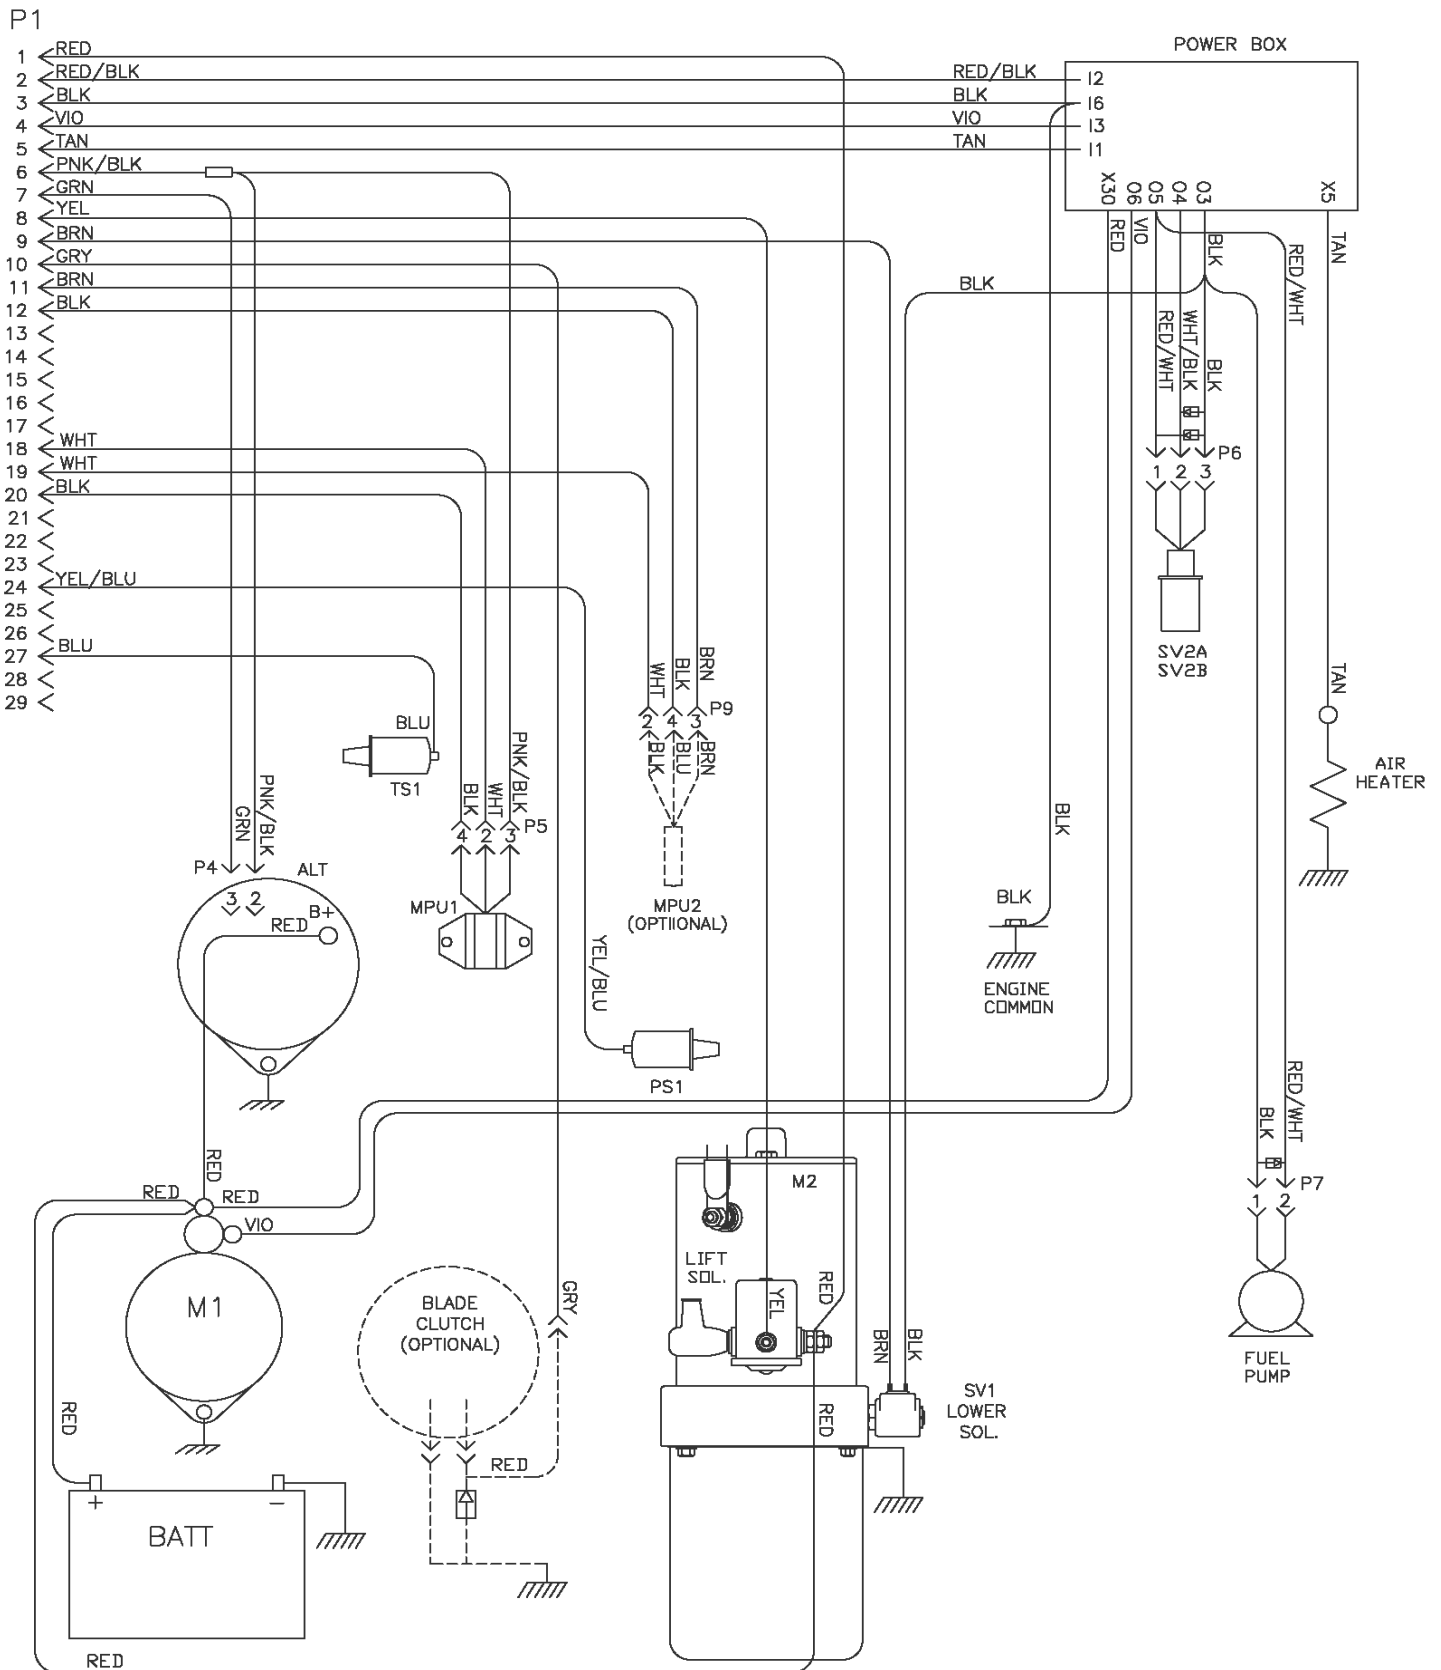 P1
POWER BOX
1 RED
2 RED/BLK RED/BLK I2
3 BLK BLK I6
4 VIO VIO I3
5 TAN TAN I1
6 PNK/BLK
7 GRN
8 YEL
9 BRN
10 GRY
11 BRN
12 BLK
13
14
15
16
17
18 WHT
19 WHT
20 BLK
21
22
23
24 YEL/BLU
25
26
27 BLU
28
29
X30 O6 O5 O4 O3 X5
RED VIO BLK RED/WHT TAN
BLK
RED/WHT WHT/BLK BLK
P6
1 2 3
SV2A
SV2B
TAN
AIR
HEATER
WHT BLK BRN
2 4 3 P9
BLK BLU BRN
MPU2
(OPTIIONAL)
BLU
TS1
BLK WHT PNK/BLK
4 2 3 P5
MPU1
GRN PNK/BLK
P4 ALT
3 2
B+
RED
BLK
BLK
ENGINE
COMMON
YEL/BLU
PS1
RED
RED RED
VIO
M1
RED
BATT
+ −
RED
BLADE
CLUTCH
(OPTIONAL)
GRY
RED
M2
LIFT
SOL.
YEL
RED
RED
BRN BLK
SV1
LOWER
SOL.
BLK RED/WHT
P7
1 2
FUEL
PUMP